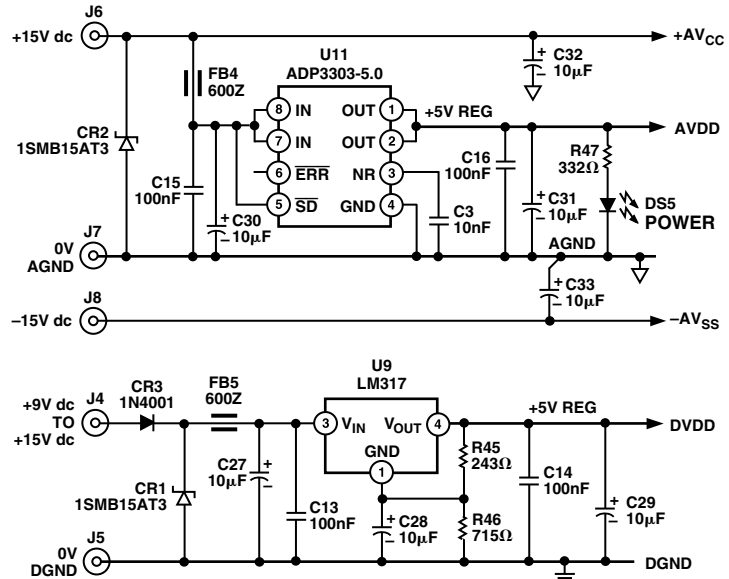 J6
+15V dc
+AVCC
U11
ADP3303-5.0
C32
10µF
FB4
600Z
8 IN
OUT 1
+5V REG
AVDD
7 IN
OUT 2
CR2
1SMB15AT3
C16
100nF
R47
332Ω
6 ERR
NR 3
C15
100nF
5 SD
GND 4
C30
10µF
C3
10nF
C31
10µF
DS5
POWER
J7
0V
AGND
AGND
C33
10µF
J8
–15V dc
–AVSS
U9
LM317
J4
+9V dc
TO
+15V dc
CR3
1N4001
FB5
600Z
3 VIN
VOUT 4
+5V REG
DVDD
GND
1
R45
243Ω
C27
10µF
C14
100nF
CR1
1SMB15AT3
C13
100nF
C28
10µF
R46
715Ω
C29
10µF
J5
0V
DGND
DGND